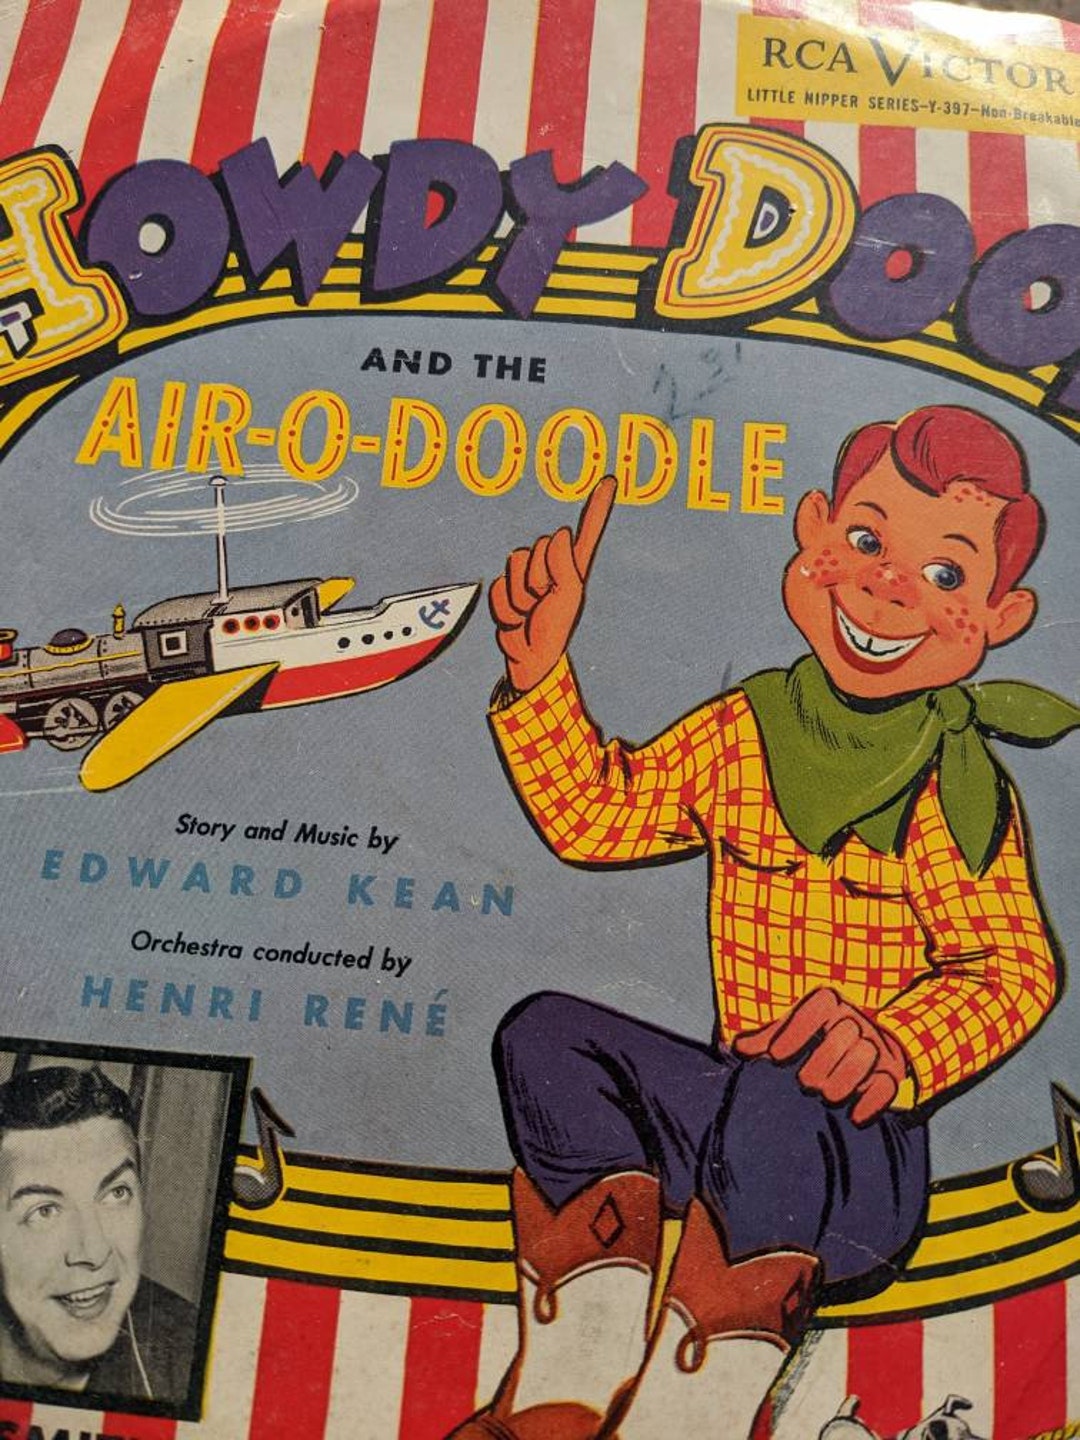 RCA VICTOR
LITTLE NIPPER SERIES-Y-397-Non-Breakable
HOWDY DOO
AND THE
AIR-O-DOODLE
Story and Music by
EDWARD KEAN
Orchestra conducted by
HENRI RENÉ